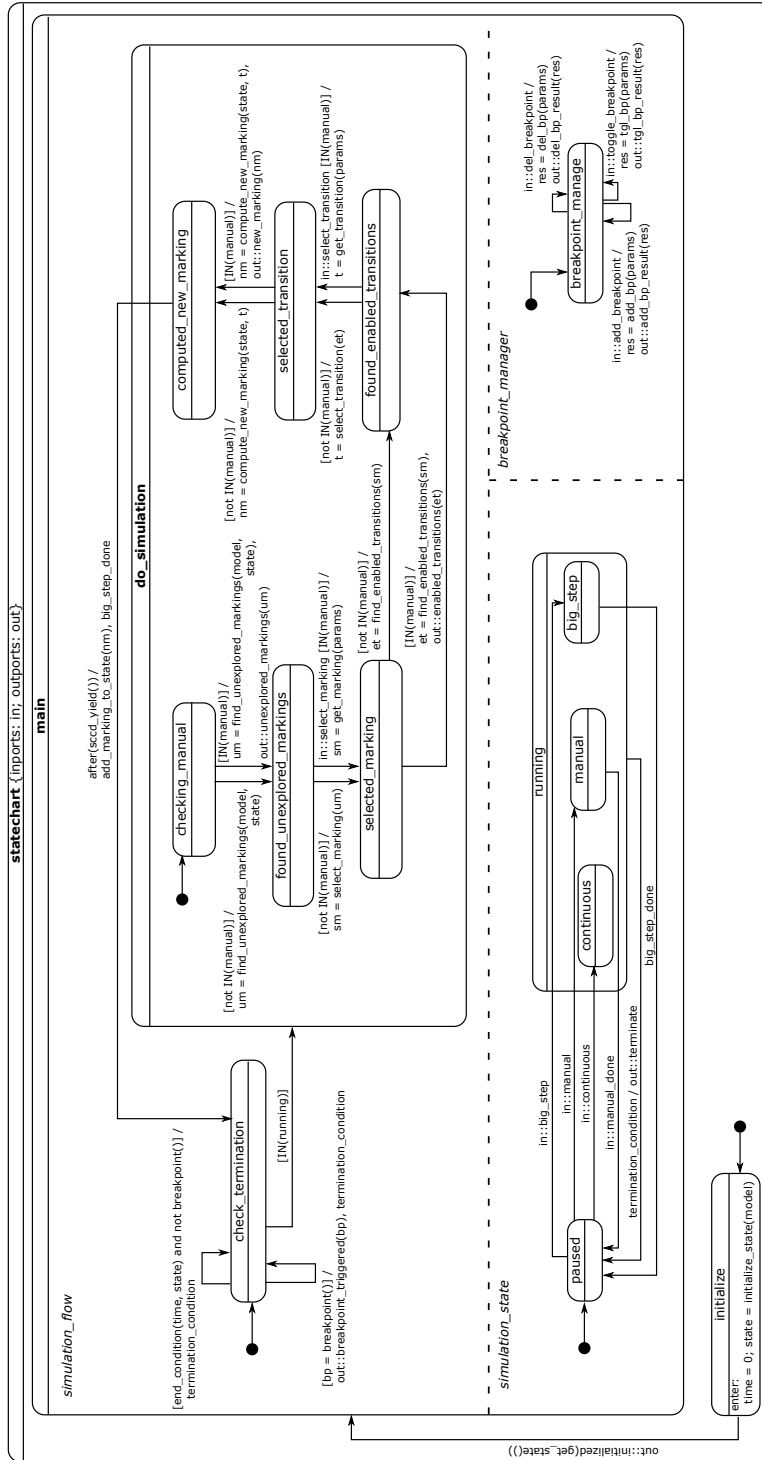 statechart {inports: in; outports: out}
main
simulation_flow
after(sccd_yield()) /
add_marking_to_state(nm), big_step_done
[end_condition(time, state) and not breakpoint()] /
termination_condition
check_termination
[bp = breakpoint()] /
out::breakpoint_triggered(bp), termination_condition
[IN(running)]
do_simulation
checking_manual
[not IN(manual)] /
um = find_unexplored_markings(model,
state)
[IN(manual)] /
um = find_unexplored_markings(model,
state),
out::unexplored_markings(um)
found_unexplored_markings
[not IN(manual)] /
sm = select_marking(um)
in::select_marking [IN(manual)] /
sm = get_marking(params)
selected_marking
[not IN(manual)] /
et = find_enabled_transitions(sm)
[IN(manual)] /
et = find_enabled_transitions(sm),
out::enabled_transitions(et)
found_enabled_transitions
[not IN(manual)] /
t = select_transition(et)
in::select_transition [IN(manual)] /
t = get_transition(params)
selected_transition
[not IN(manual)] /
nm = compute_new_marking(state, t)
[IN(manual)] /
nm = compute_new_marking(state, t),
out::new_marking(nm)
computed_new_marking
simulation_state
paused
in::big_step
in::manual
in::continuous
in::manual_done
termination_condition / out::terminate
big_step_done
running
continuous
manual
big_step
breakpoint_manager
in::del_breakpoint /
res = del_bp(params)
out::del_bp_result(res)
breakpoint_manage
in::add_breakpoint /
res = add_bp(params)
out::add_bp_result(res)
in::toggle_breakpoint /
res = tgl_bp(params)
out::tgl_bp_result(res)
initialize
enter:
time = 0; state = initialize_state(model)
out::initialized(get_state())